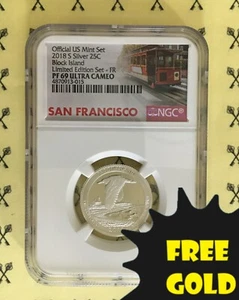 Official US Mint Set
2018 S Silver 25C
Block Island
Limited Edition Set - FR
PF 69 ULTRA CAMEO
4870913-015
SAN FRANCISCO
NGC
FREE
GOLD